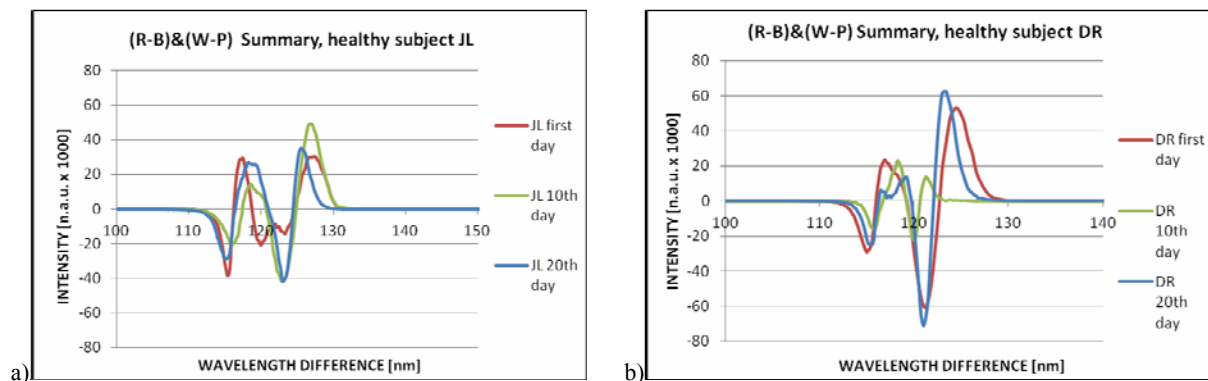 (R-B)&(W-P) Summary, healthy subject JL
80
60
40
20
0
-20
-40
-60
-80
100
110
120
130
140
150
INTENSITY [n.a.u. x 1000]
WAVELENGTH DIFFERENCE [nm]
JL first
day
JL 10th
day
JL 20th
day
a)
(R-B)&(W-P) Summary, healthy subject DR
80
60
40
20
0
-20
-40
-60
-80
100
110
120
130
140
INTENSITY [n.a.u. x 1000]
WAVELENGTH DIFFERENCE [nm]
DR first
day
DR
10th
day
DR
20th
day
b)